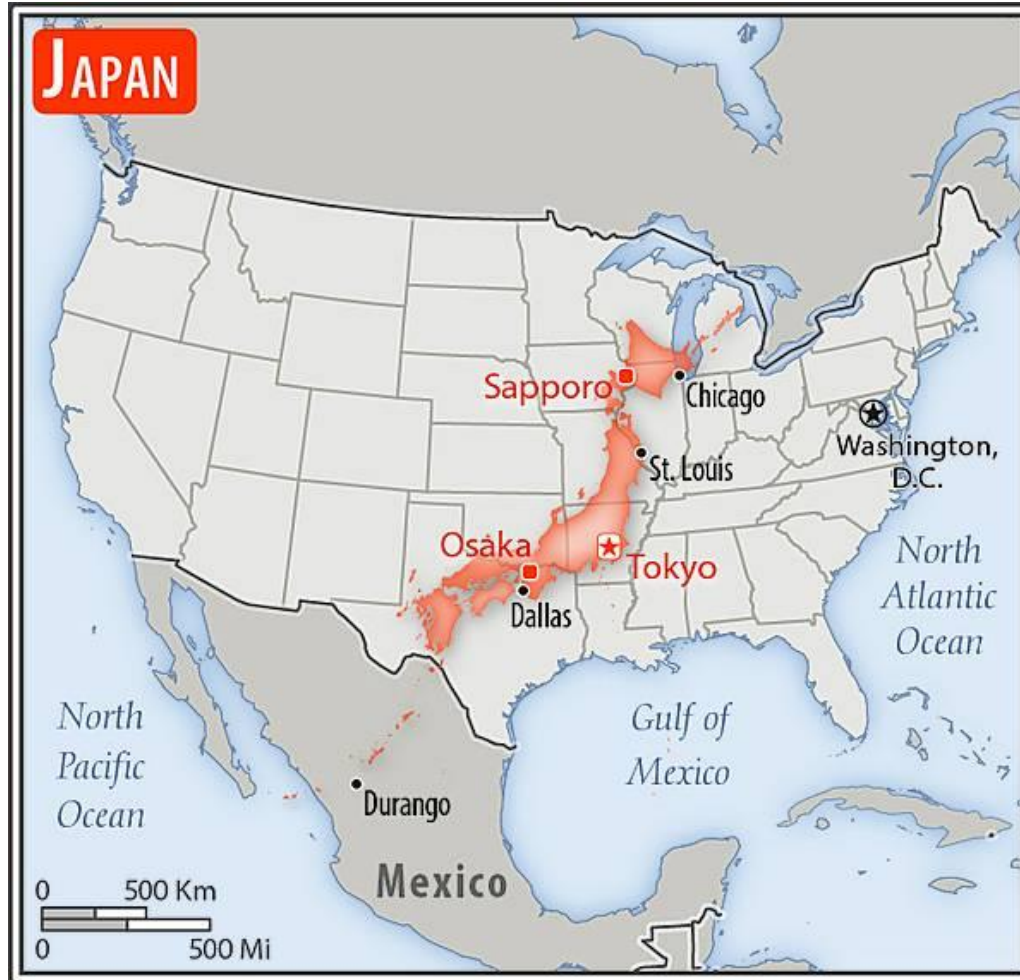 JAPAN
Sapporo
Chicago
Washington,
D.C.
St. Louis
Osaka
Tokyo
Dallas
North
Atlantic
Ocean
North
Pacific
Ocean
Gulf of
Mexico
Durango
Mexico
0 500 Km
0 500 Mi